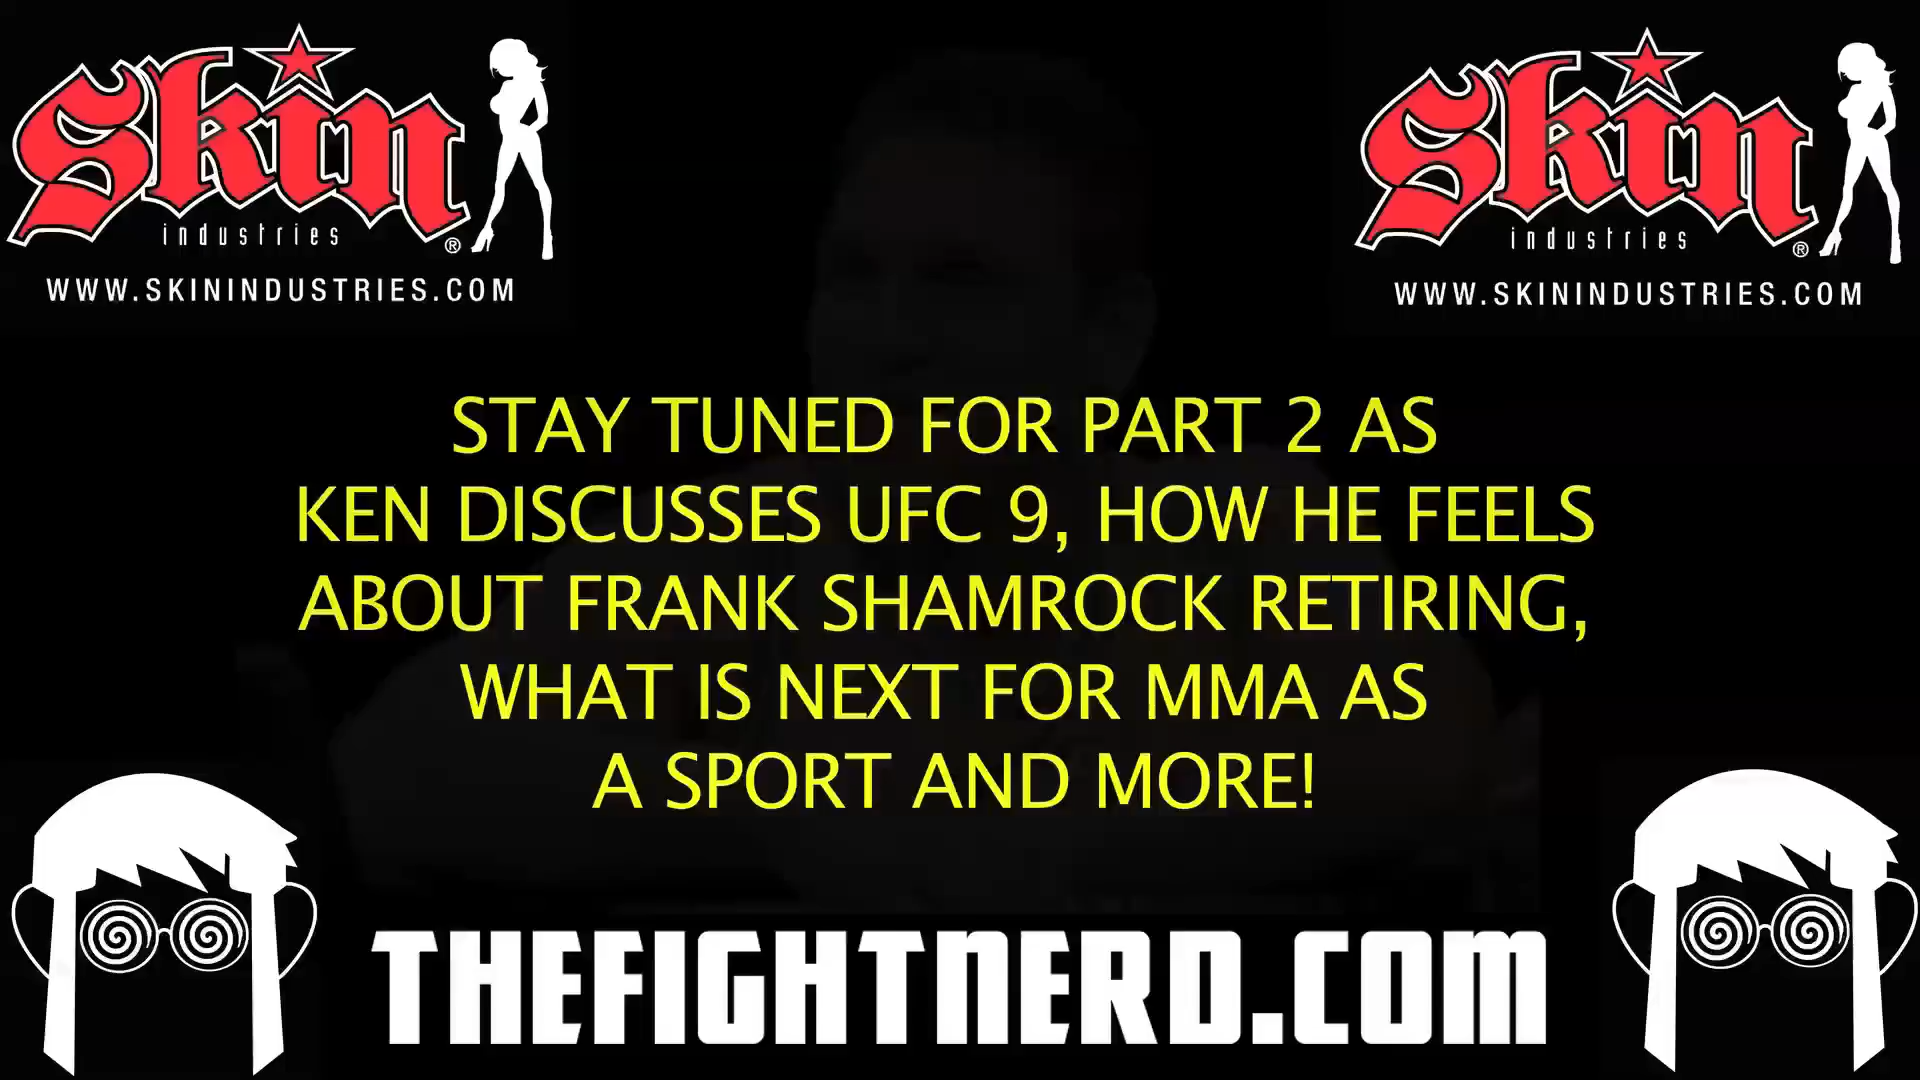 Skin
industries
®
WWW.SKININDUSTRIES.COM
Skin
industries
®
WWW.SKININDUSTRIES.COM
STAY TUNED FOR PART 2 AS
KEN DISCUSSES UFC 9, HOW HE FEELS
ABOUT FRANK SHAMROCK RETIRING,
WHAT IS NEXT FOR MMA AS
A SPORT AND MORE!
THEFIGHTNERD.COM